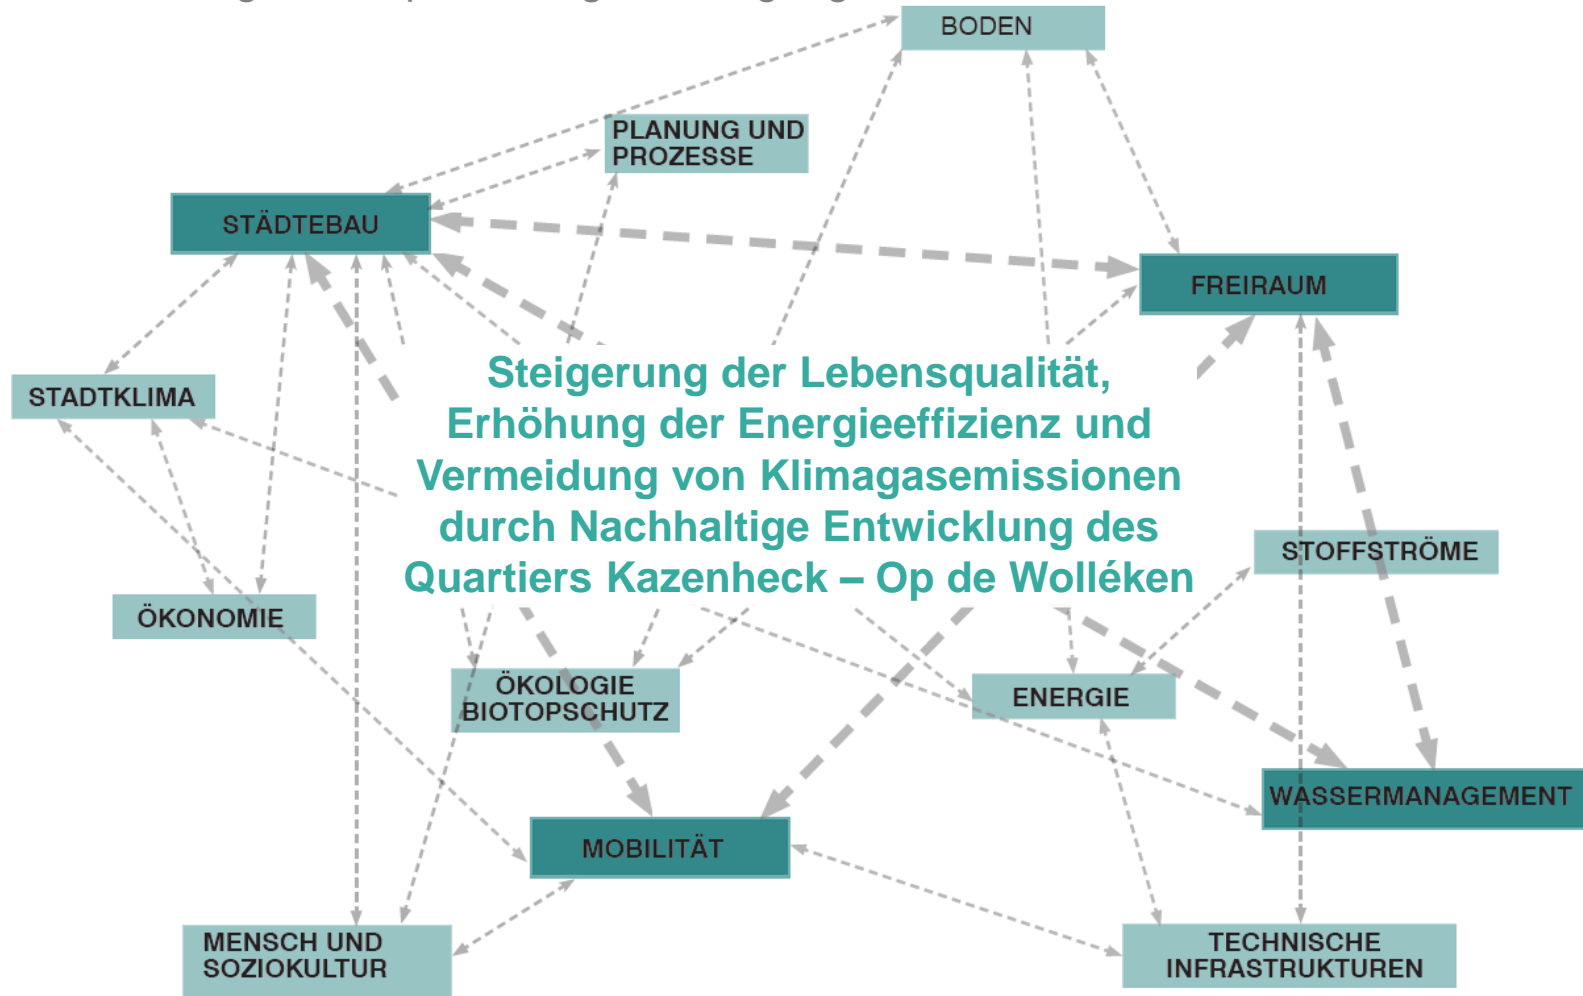 BODEN
PLANUNG UND
PROZESSE
STÄDTEBAU
FREIRAUM
Steigerung der Lebensqualität,
Erhöhung der Energieeffizienz und
Vermeidung von Klimagasemissionen
durch Nachhaltige Entwicklung des
Quartiers Kazenheck – Op de Wolléken
STADTKLIMA
STOFFSTRÖME
ÖKONOMIE
ÖKOLOGIE
BIOTOPSCHUTZ
ENERGIE
WASSERMANAGEMENT
MOBILITÄT
MENSCH UND
SOZIOKULTUR
TECHNISCHE
INFRASTRUKTUREN